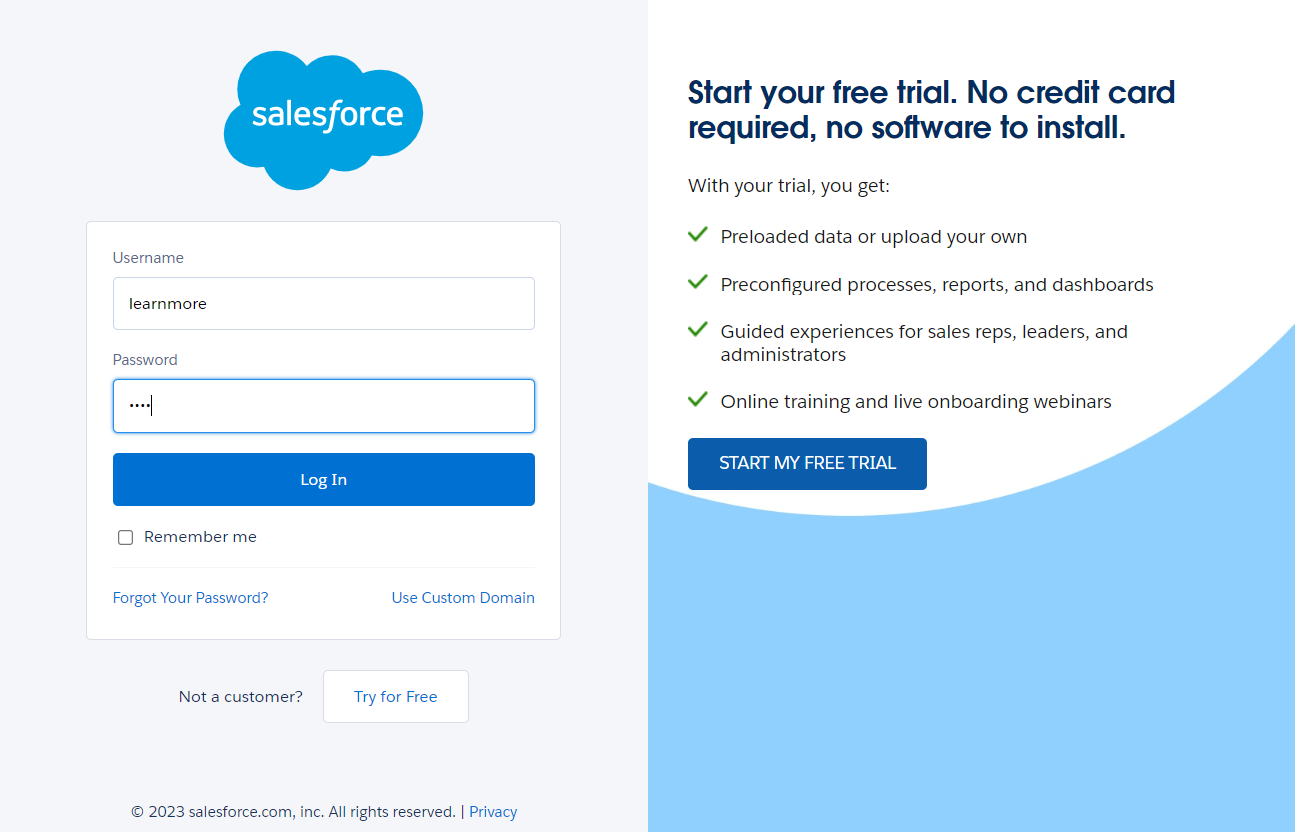 salesforce
Username
learnmore
Password
••••
Log In
Remember me
Forgot Your Password?
Use Custom Domain
Not a customer?
Try for Free
© 2023 salesforce.com, inc. All rights reserved. | Privacy
Start your free trial. No credit card
required, no software to install.
With your trial, you get:
Preloaded data or upload your own
Preconfigured processes, reports, and dashboards
Guided experiences for sales reps, leaders, and
administrators
Online training and live onboarding webinars
START MY FREE TRIAL